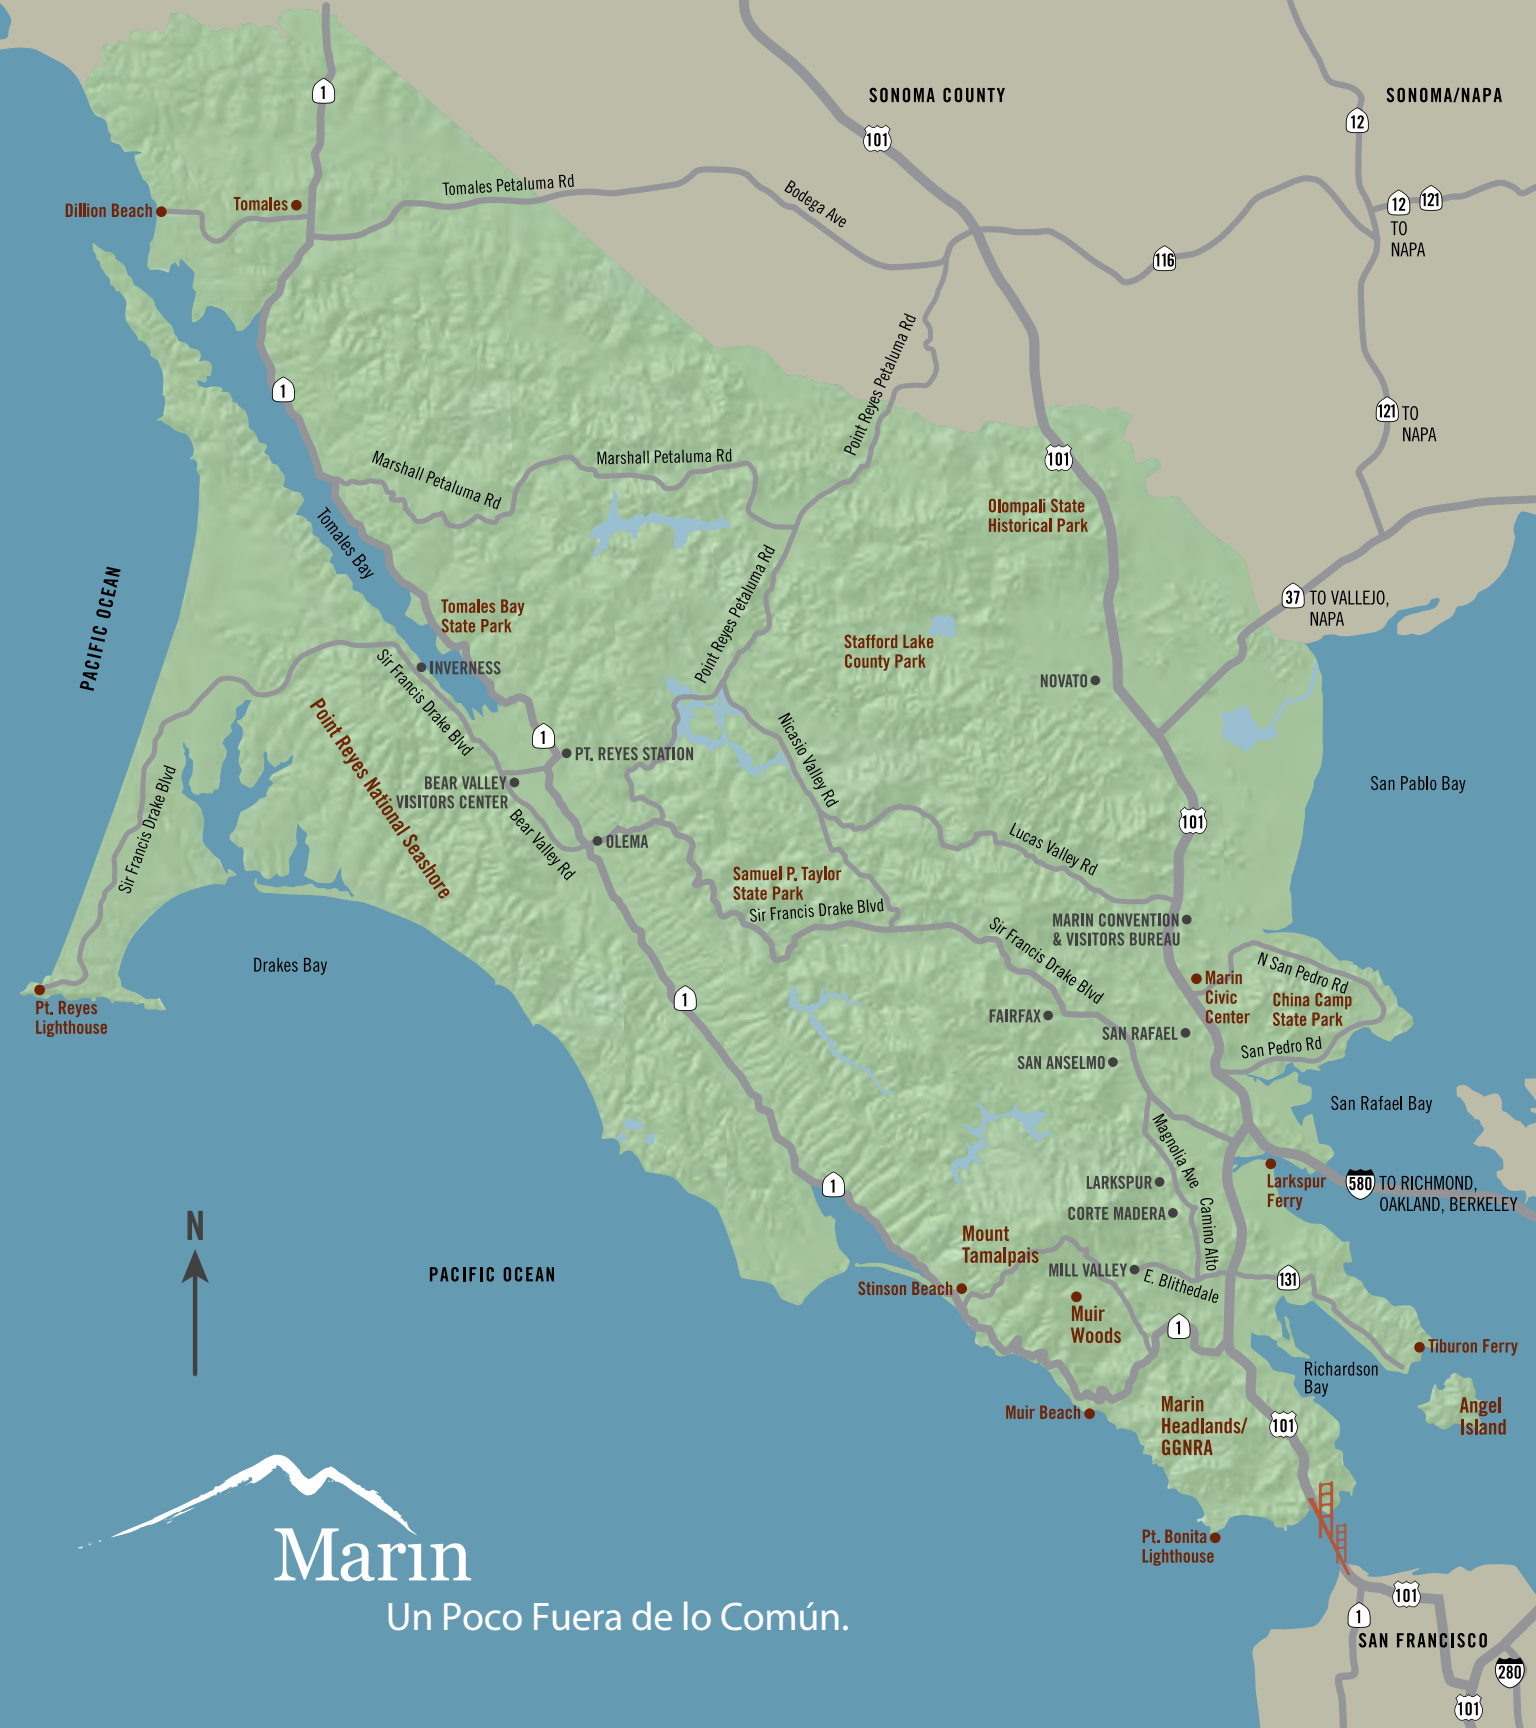 1
SONOMA COUNTY
SONOMA/NAPA
101
12
Tomales Petaluma Rd
Bodega Ave
12
121
TO
NAPA
Dillion Beach
Tomales
116
1
Point Reyes Petaluma Rd
121
TO
NAPA
Marshall Petaluma Rd
Marshall Petaluma Rd
101
Olompali State
Historical Park
Tomales Bay
PACIFIC OCEAN
Point Reyes Petaluma Rd
37
TO VALLEJO,
NAPA
Tomales Bay
State Park
Stafford Lake
County Park
INVERNESS
NOVATO
Sir Francis Drake Blvd
Point Reyes National Seashore
1
PT. REYES STATION
Nicasio Valley Rd
BEAR VALLEY
VISITORS CENTER
San Pablo Bay
Sir Francis Drake Blvd
Bear Valley Rd
OLEMA
101
Lucas Valley Rd
Samuel P. Taylor
State Park
Sir Francis Drake Blvd
Sir Francis Drake Blvd
MARIN CONVENTION
& VISITORS BUREAU
Drakes Bay
N San Pedro Rd
Marin
Civic
Center
China Camp
State Park
Pt. Reyes
Lighthouse
1
FAIRFAX
SAN RAFAEL
San Pedro Rd
SAN ANSELMO
San Rafael Bay
Magnolia Ave
LARKSPUR
Larkspur
Ferry
580
TO RICHMOND,
OAKLAND, BERKELEY
1
CORTE MADERA
Camino Alto
N
Mount
Tamalpais
PACIFIC OCEAN
MILL VALLEY
E. Blithedale
131
Stinson Beach
Muir
Woods
1
Tiburon Ferry
Richardson
Bay
Muir Beach
Marin
Headlands/
GGNRA
101
Angel
Island
Pt. Bonita
Lighthouse
Marin
Un Poco Fuera de lo Común.
101
1
SAN FRANCISCO
280
101